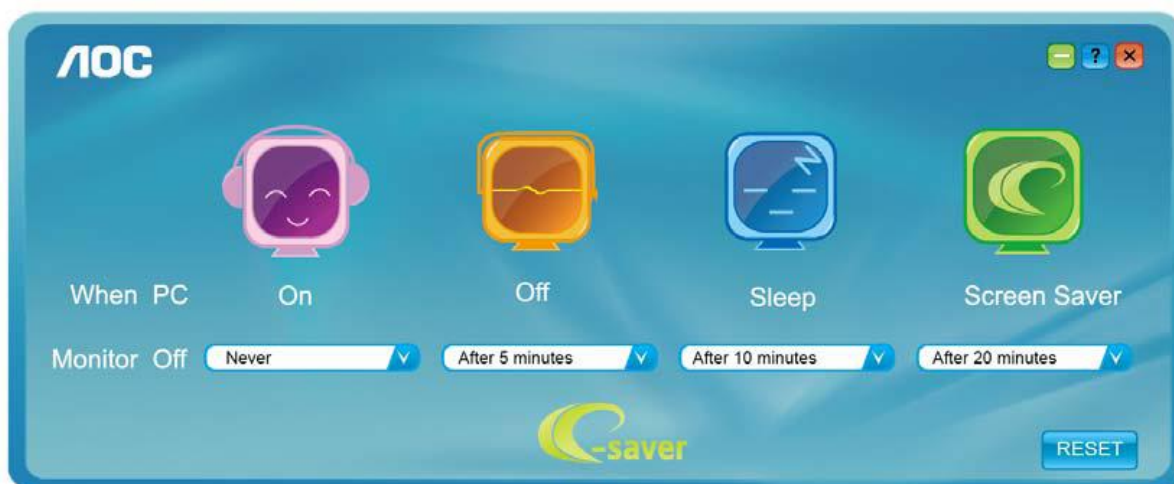 AOC
?
When PC On Off Sleep Screen Saver
Monitor Off Never After 5 minutes After 10 minutes After 20 minutes
e-saver
RESET